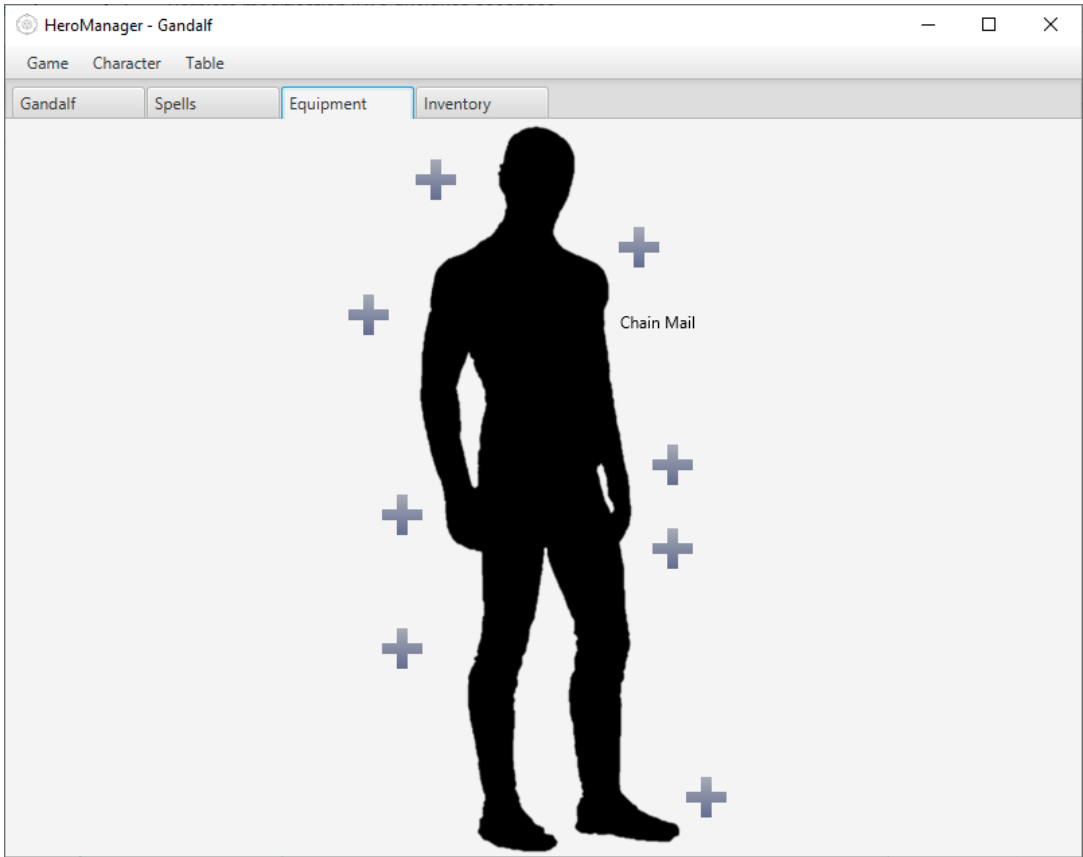 HeroManager - Gandalf
Game Character Table
Gandalf Spells Equipment Inventory
Chain Mail